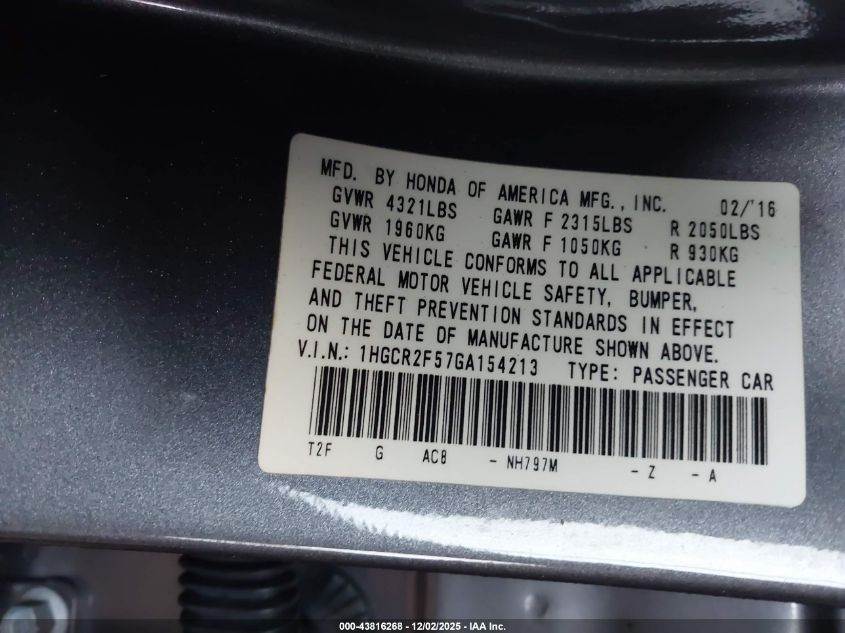 MFD. BY HONDA OF AMERICA MFG., INC. 02/'16
GVWR 4321LBS GAWR F 2315LBS R 2050LBS
GVWR 1960KG GAWR F 1050KG R 930KG
THIS VEHICLE CONFORMS TO ALL APPLICABLE
FEDERAL MOTOR VEHICLE SAFETY, BUMPER,
AND THEFT PREVENTION STANDARDS IN EFFECT
ON THE DATE OF MANUFACTURE SHOWN ABOVE.
V.I.N.: 1HGCR2F57GA154213 TYPE: PASSENGER CAR
T2F G AC8 - NH797M - Z - A
000-43816268 - 12/02/2025 - IAA Inc.